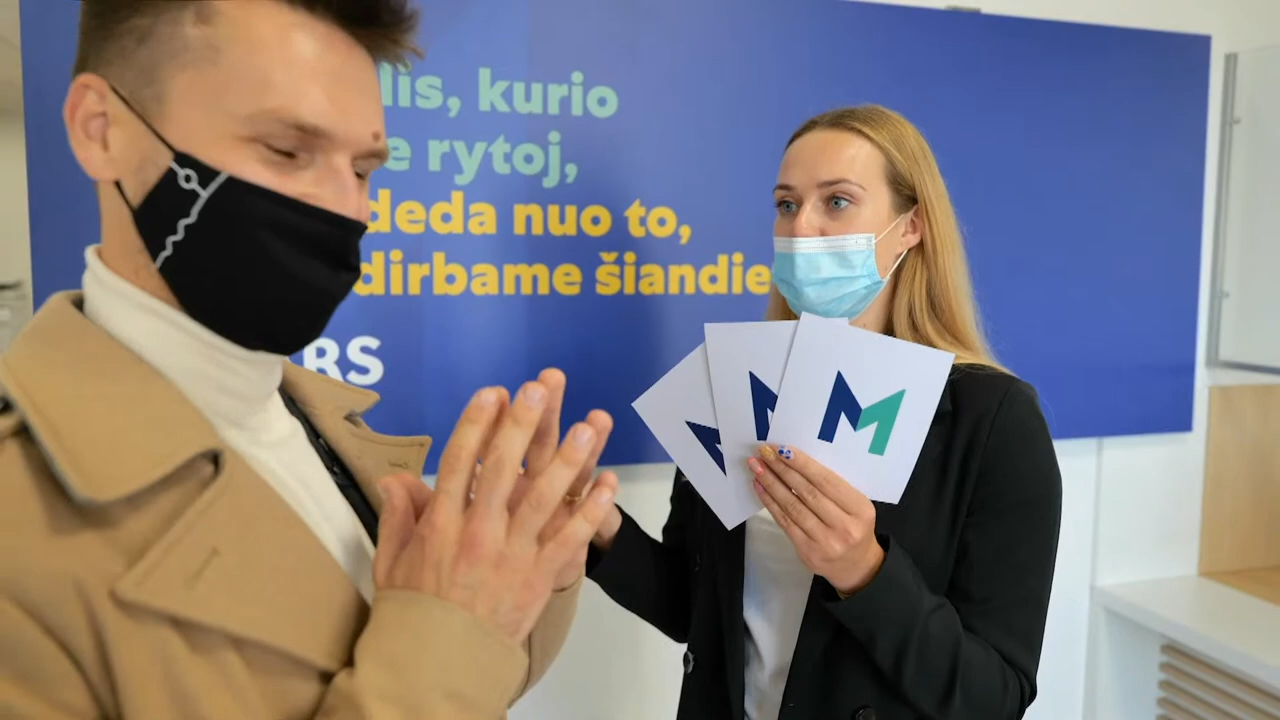 lis, kurio
e rytoj,
deda nuo to,
dirbame šiandie
RS
M